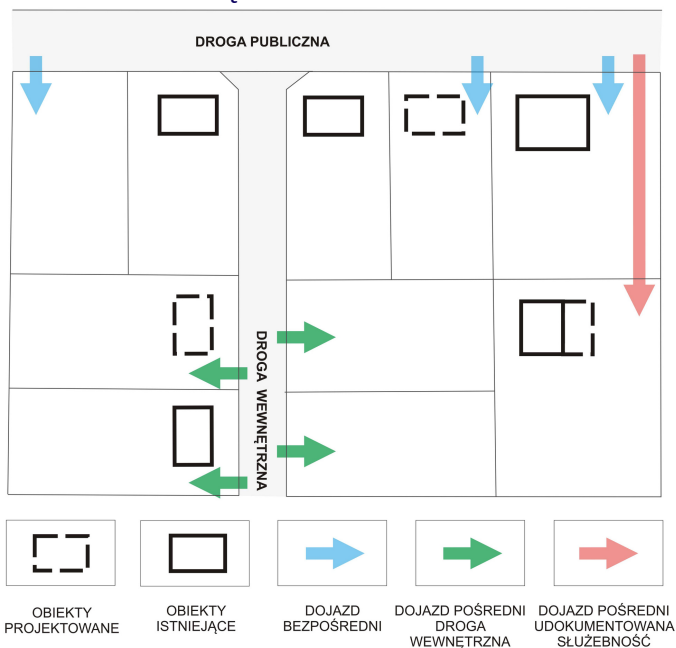 DROGA PUBLICZNA
DROGA WEWNĘTRZNA
OBIEKTY
PROJEKTOWANE
OBIEKTY
ISTNIEJĄCE
DOJAZD
BEZPOŚREDNI
DOJAZD POŚREDNI
DROGA
WEWNĘTRZNA
DOJAZD POŚREDNI
UDOKUMENTOWANA
SŁUŻEBNOŚĆ